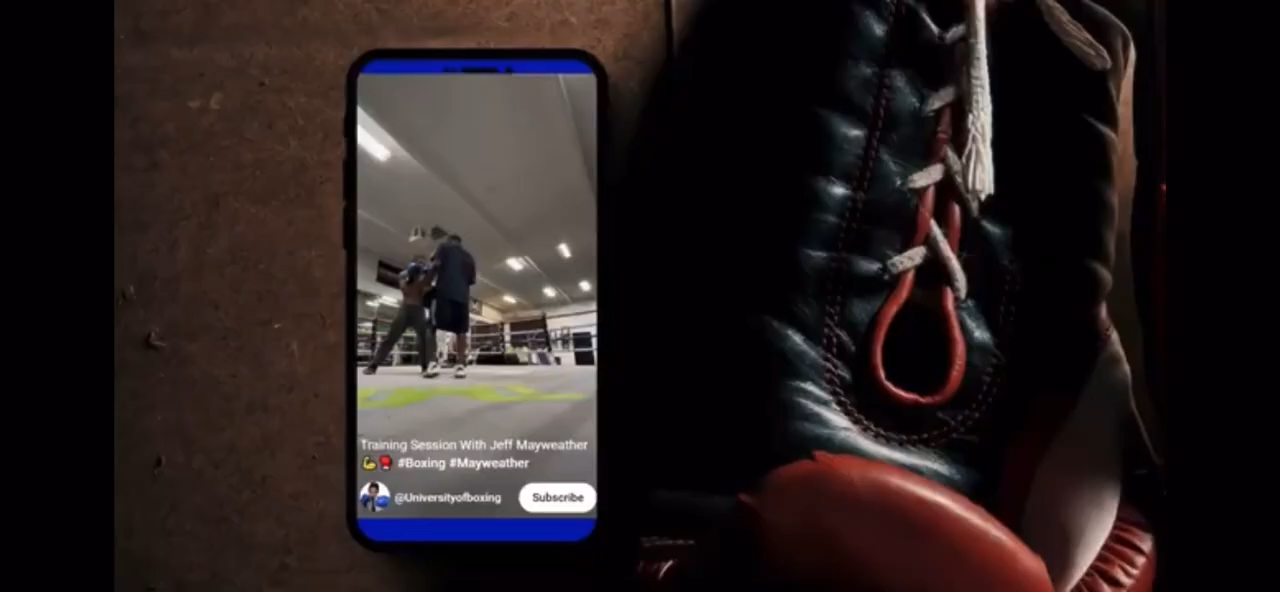 Training Session With Jeff Mayweather
💪🥊 #Boxing #Mayweather
@Universityofboxing
Subscribe